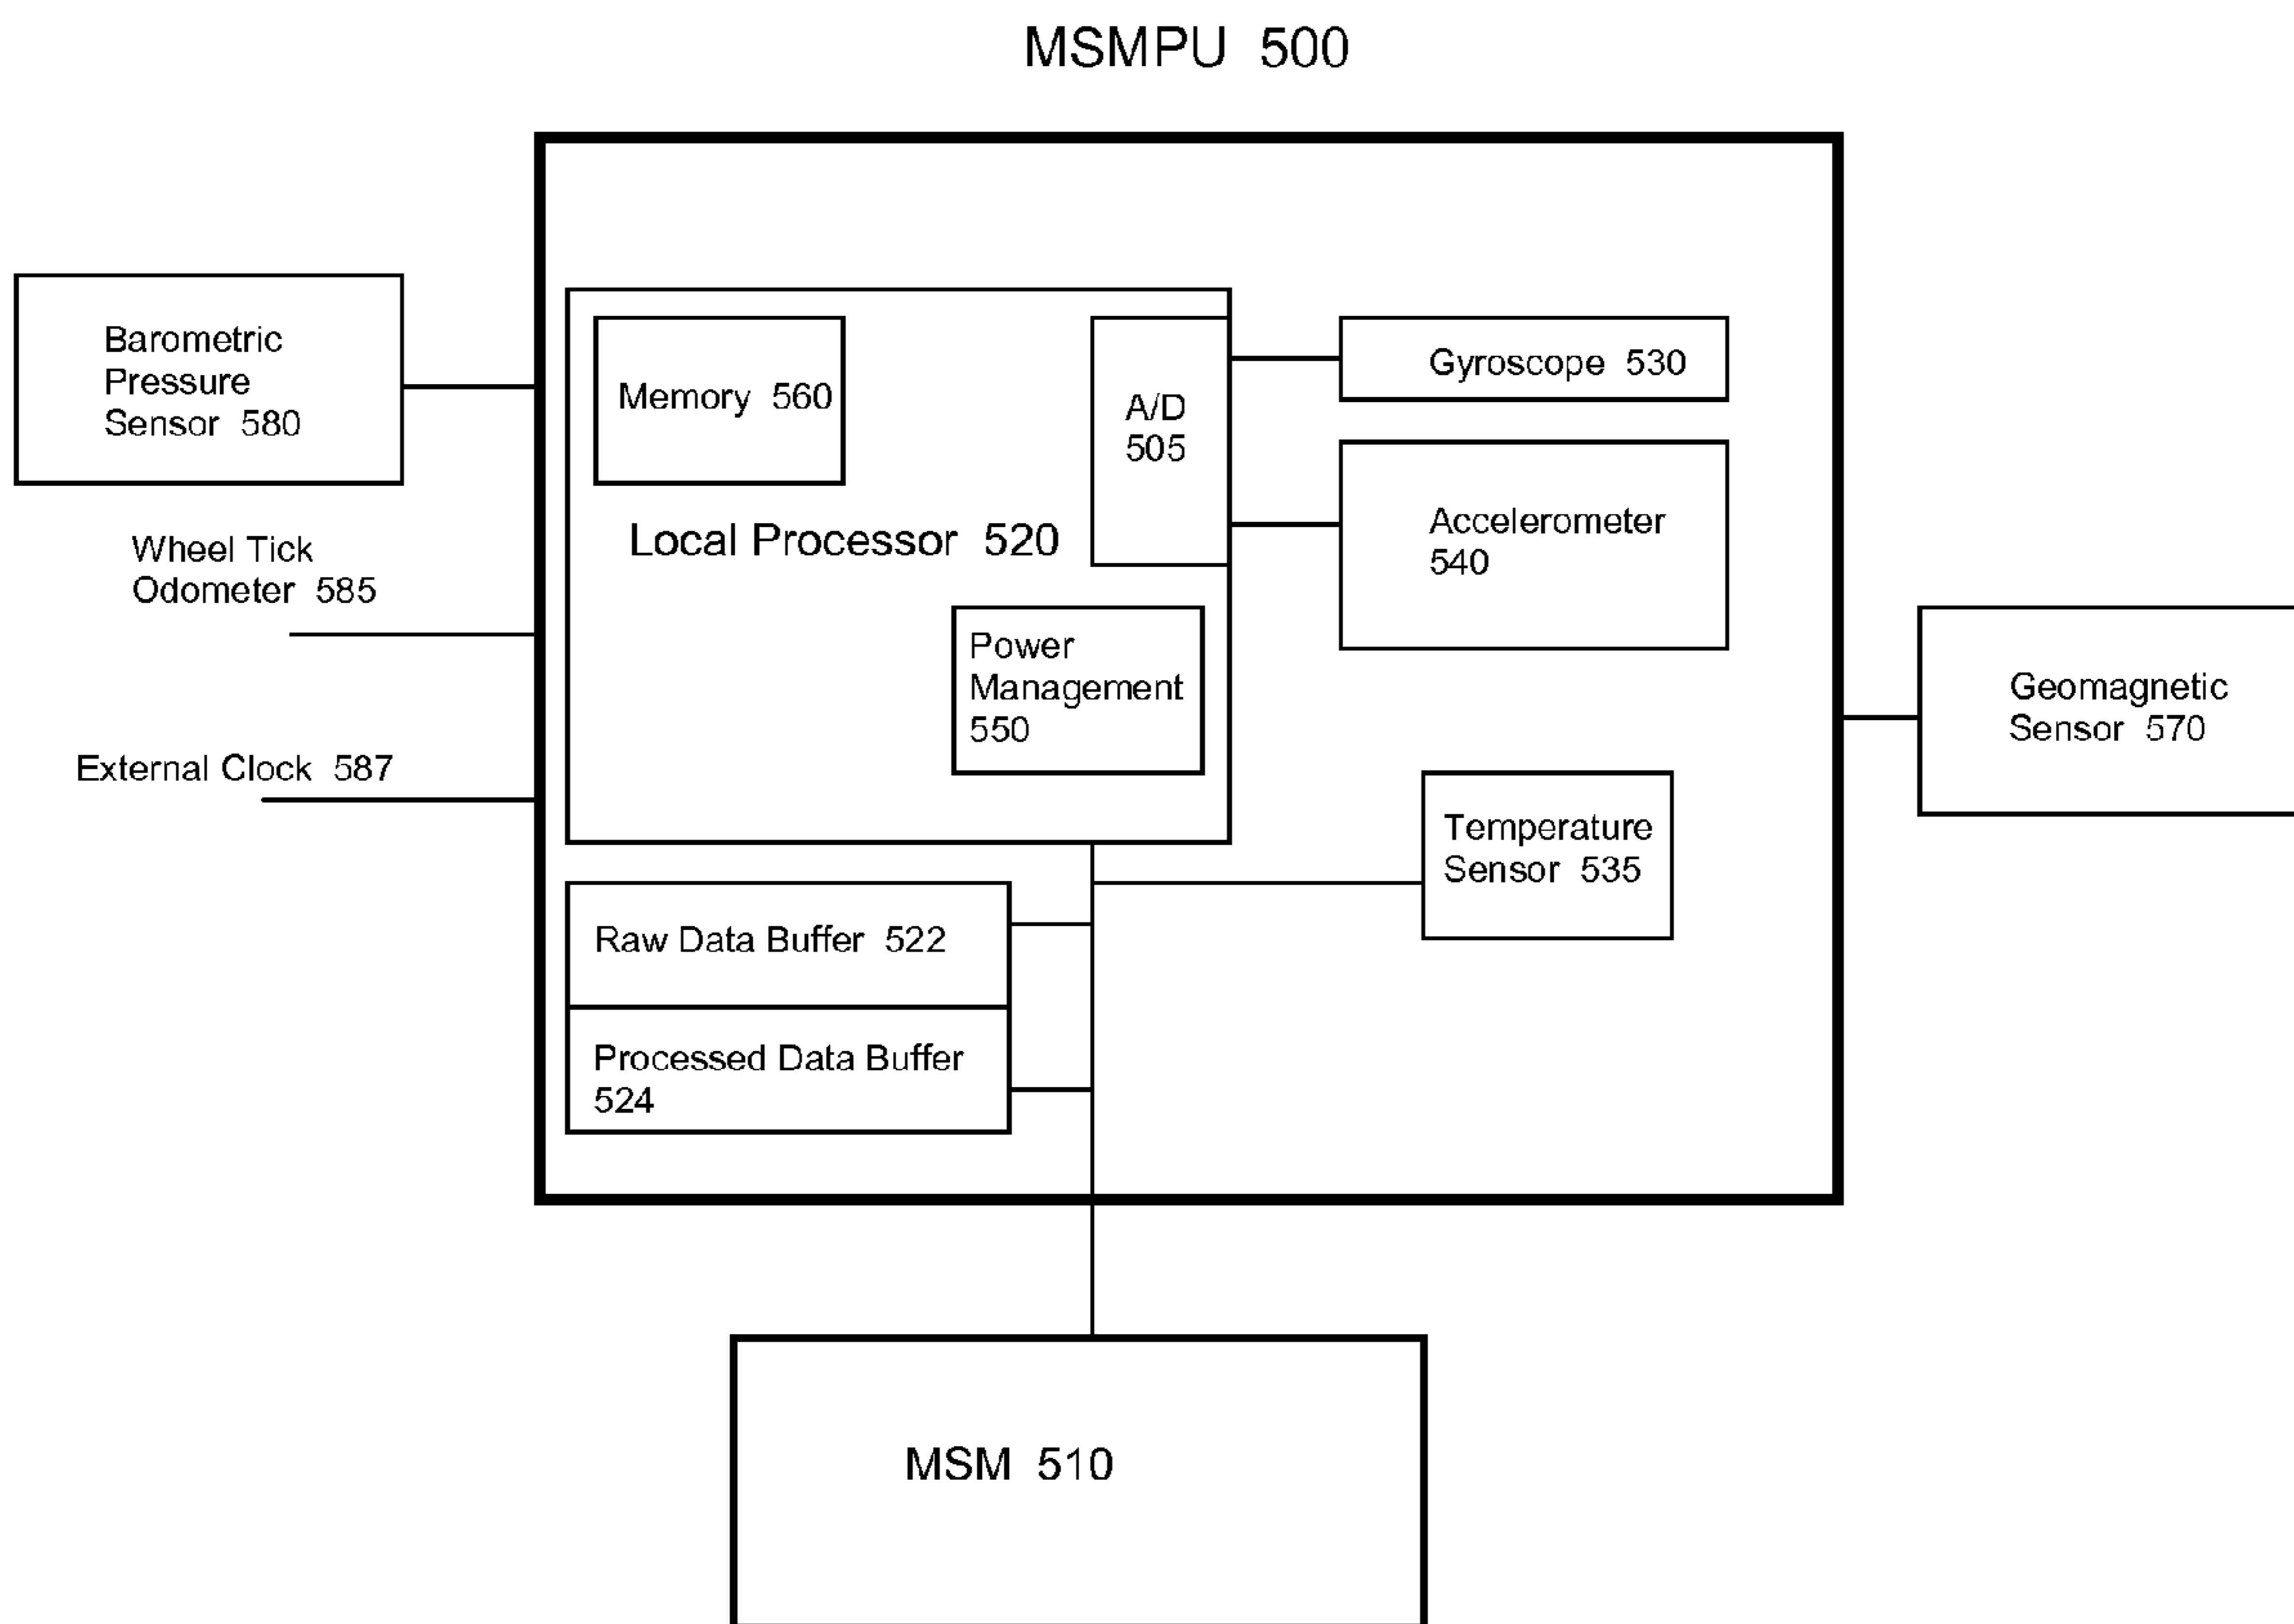 MSMPU 500
Barometric
Pressure
Sensor 580
Wheel Tick
Odometer 585
External Clock 587
Memory 560
Local Processor 520
A/D
505
Power
Management
550
Gyroscope 530
Accelerometer
540
Temperature
Sensor 535
Geomagnetic
Sensor 570
Raw Data Buffer 522
Processed Data Buffer
524
MSM 510